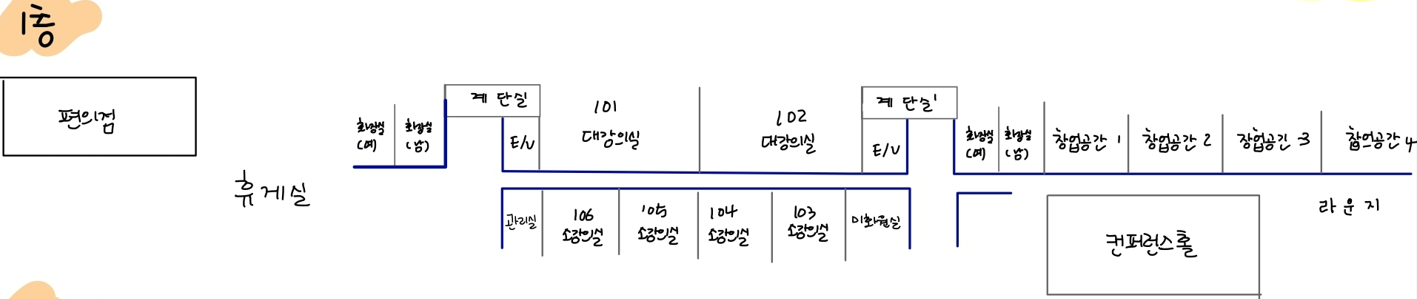 1층
편의점
휴게실
화장실
(여)
화장실
(남)
계단실
E/V
101
대강의실
102
대강의실
계단실
E/V
화장실
(여)
화장실
(남)
창업공간 1
창업공간 2
창업공간 3
창업공간 4
관리실
106
소강의실
105
소강의실
104
소강의실
103
소강의실
미화원실
컨퍼런스홀
라운지